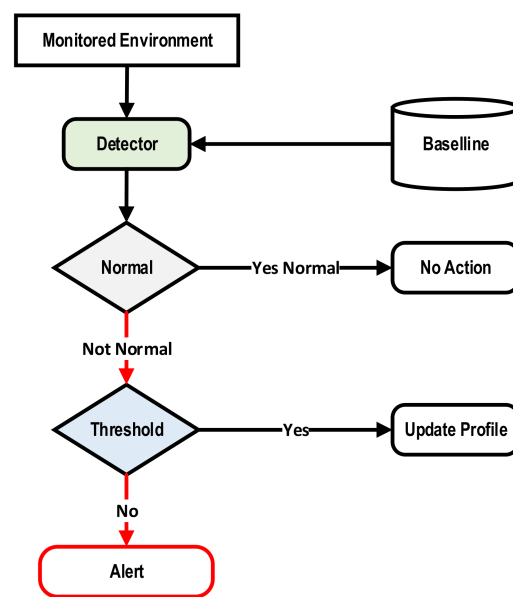 Monitored Environment
Detector
Baselline
Normal
Yes Normal
No Action
Not Normal
Threshold
Yes
Update Profile
No
Alert